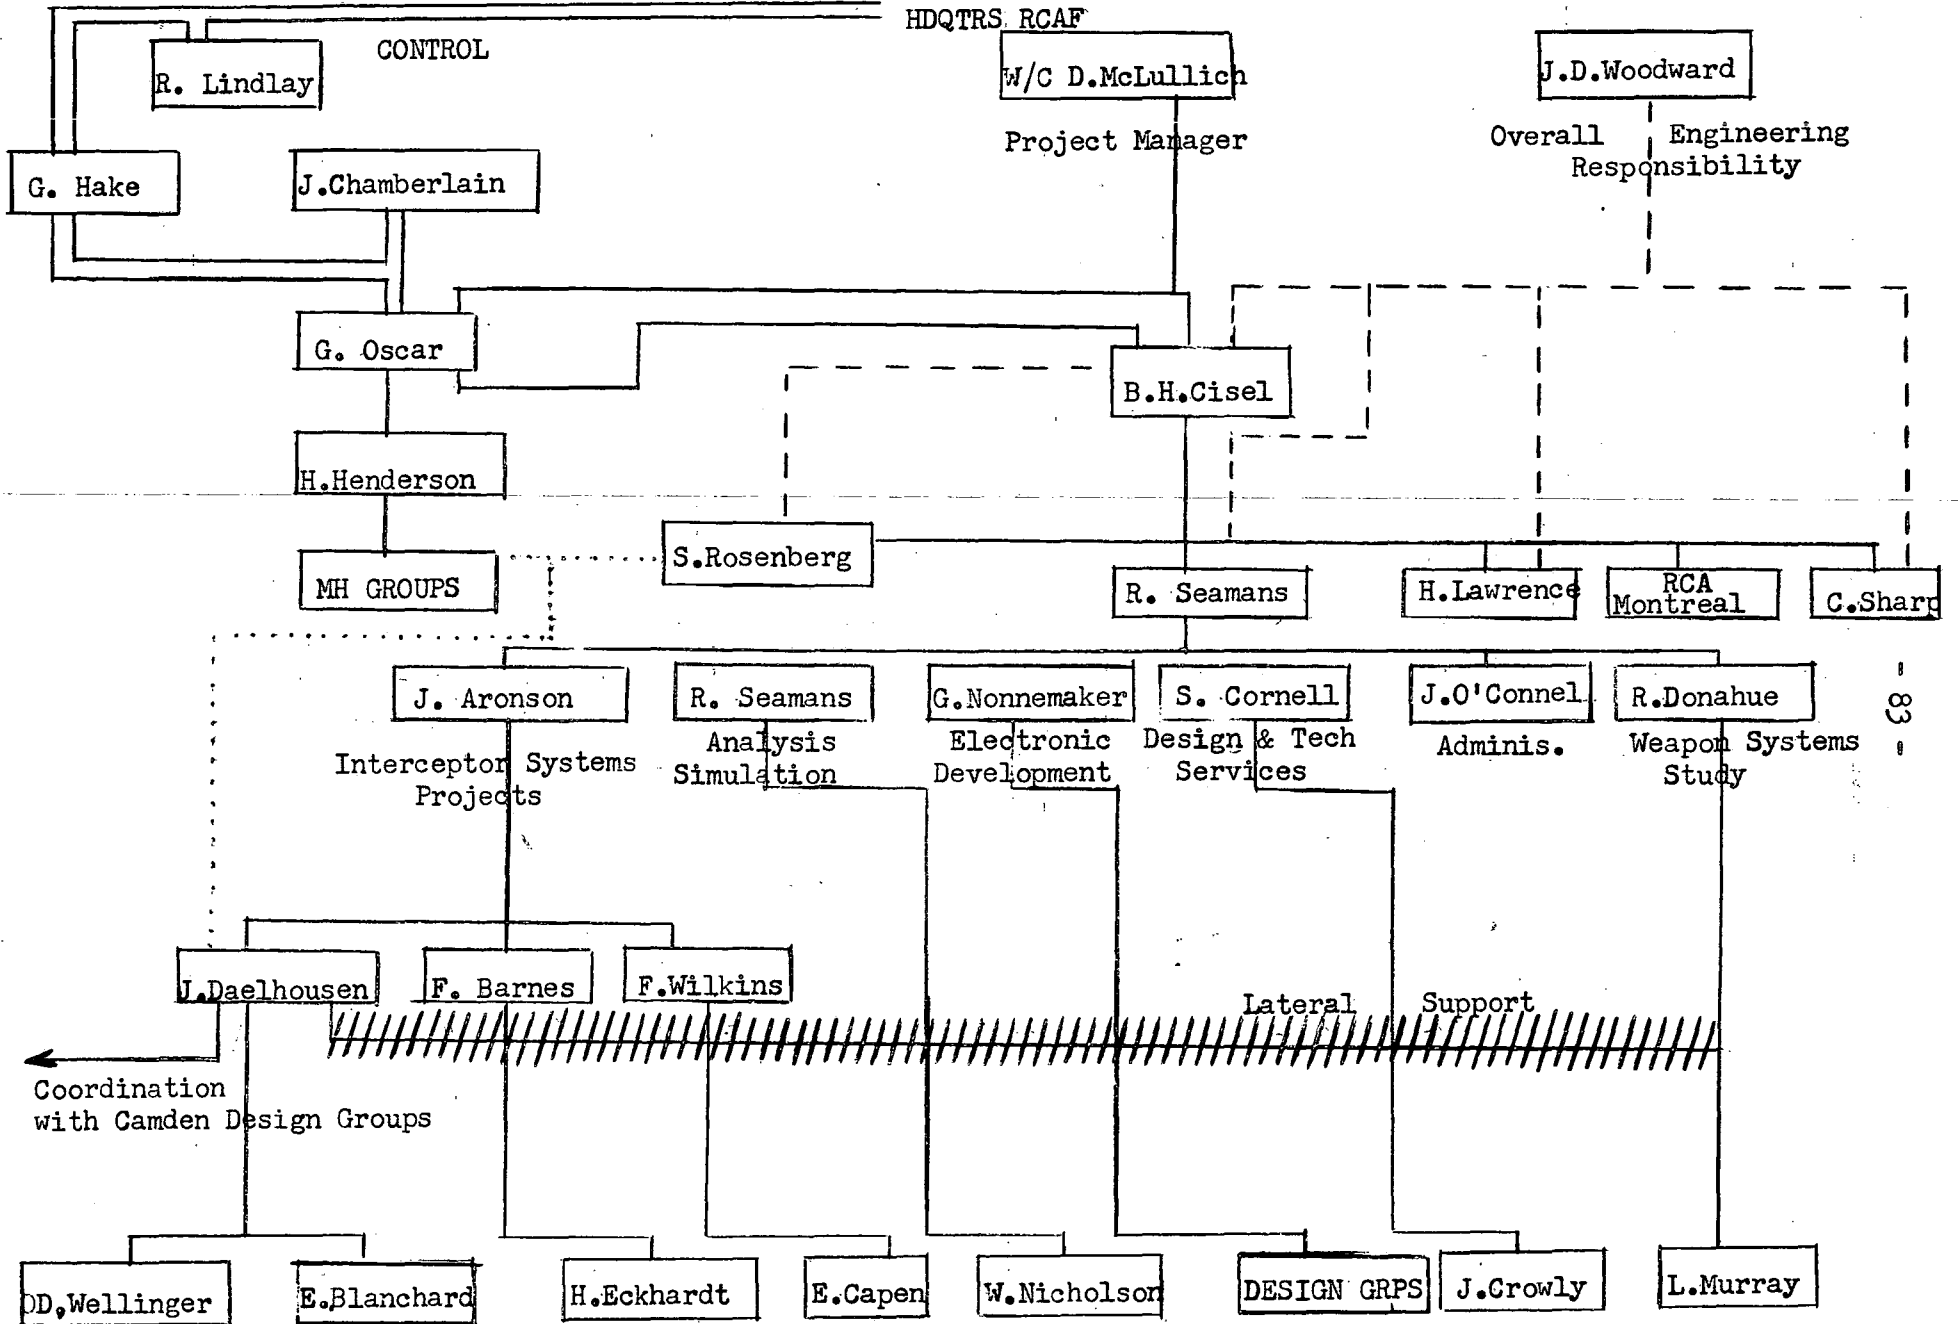 HDQTRS RCAF
CONTROL
R. Lindlay
W/C D.McLullich
J.D.Woodward
Project Manager
Overall Engineering
Responsibility
G. Hake
J.Chamberlain
G. Oscar
B.H.Cisel
H.Henderson
S.Rosenberg
MH GROUPS
R. Seamans
H.Lawrence
RCA
Montreal
C.Sharp
J. Aronson
R. Seamans
G.Nonnemaker
S. Cornell
J.O'Connel
R.Donahue
- 83 -
Interceptor Systems
Projects
Analysis
Simulation
Electronic
Development
Design & Tech
Services
Adminis.
Weapon Systems
Study
J.Daelhousen
F. Barnes
F.Wilkins
Lateral Support
Coordination
with Camden Design Groups
DD,Wellinger
E.Blanchard
H.Eckhardt
E.Capen
W.Nicholson
DESIGN GRPS
J.Crowly
L.Murray